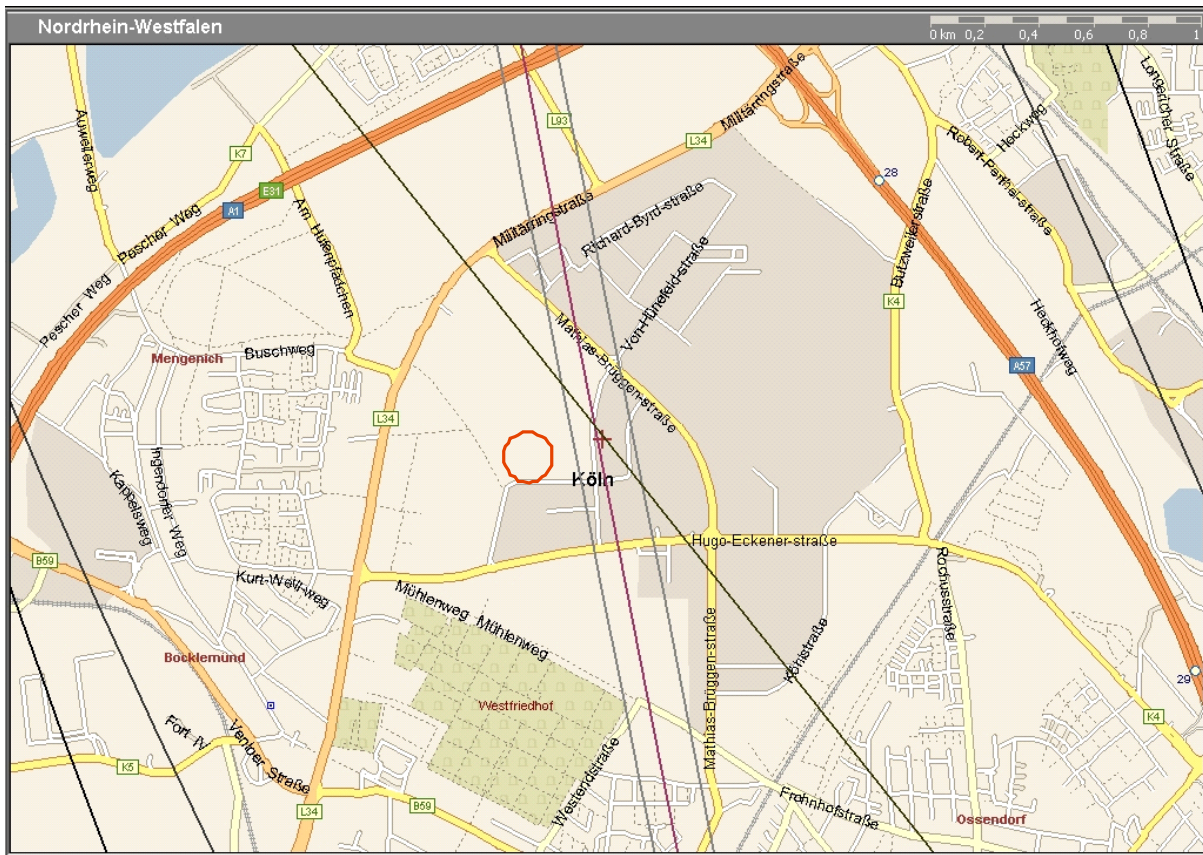 Nordrhein-Westfalen
0 km 0,2 0,4 0,6 0,8 1
Auweilerweg
K7
L93
Militärringstraße
L34
Heckweg
Longericher Straße
Robert-Perthel-straße
28
E31
A1
Pescher Weg
Am Hufenpfädchen
Militärringstraße
Richard-Byrd-straße
Butzweilerstraße
Pescher Weg
Von-Hünefeld-straße
K4
Heckhofweg
Mengenich
Buschweg
Mathias-Brüggen-straße
A57
L34
Ingendorfer Weg
Kappelsweg
Köln
Hugo-Eckener-straße
B59
Kurt-Weill-weg
Mühlenweg Mühlenweg
Rochusstraße
Bocklemünd
Köhlstraße
Mathias-Brüggen-straße
29
Westfriedhof
K4
Fort IV
Venloer Straße
K5
Westendstraße
L34
B59
Frohnhofstraße
Ossendorf